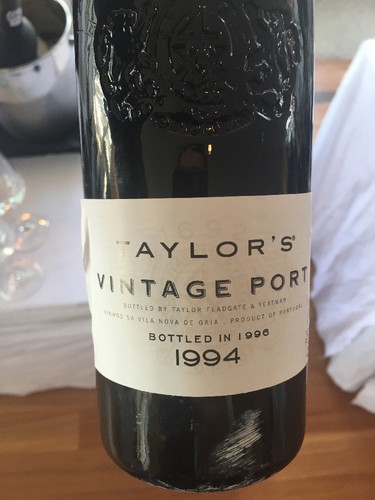 TAYLOR'S
VINTAGE PORT
BOTTLED BY TAYLOR FLADGATE & YEATMAN
VINHOS SA VILA NOVA DE GAIA . PRODUCT OF PORTUGAL
BOTTLED IN 1996
1994